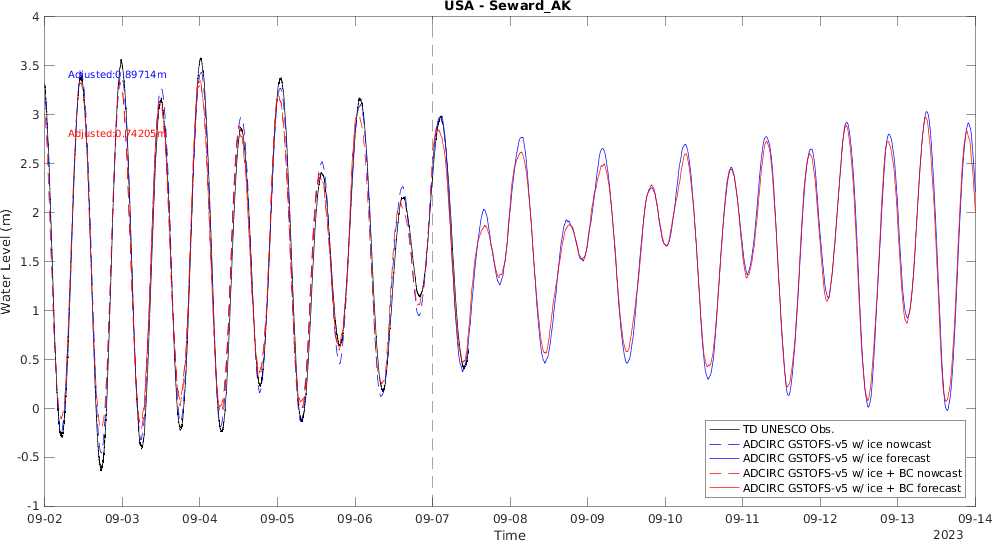 USA - Seward_AK
4
3.5
3
2.5
2
1.5
1
0.5
0
-0.5
-1
Water Level (m)
Adjusted:0.89714m
Adjusted:0.74205m
TD UNESCO Obs.
ADCIRC GSTOFS-v5 w/ ice nowcast
ADCIRC GSTOFS-v5 w/ ice forecast
ADCIRC GSTOFS-v5 w/ ice + BC nowcast
ADCIRC GSTOFS-v5 w/ ice + BC forecast
09-02 09-03 09-04 09-05 09-06 09-07 09-08 09-09 09-10 09-11 09-12 09-13 09-14
Time
2023